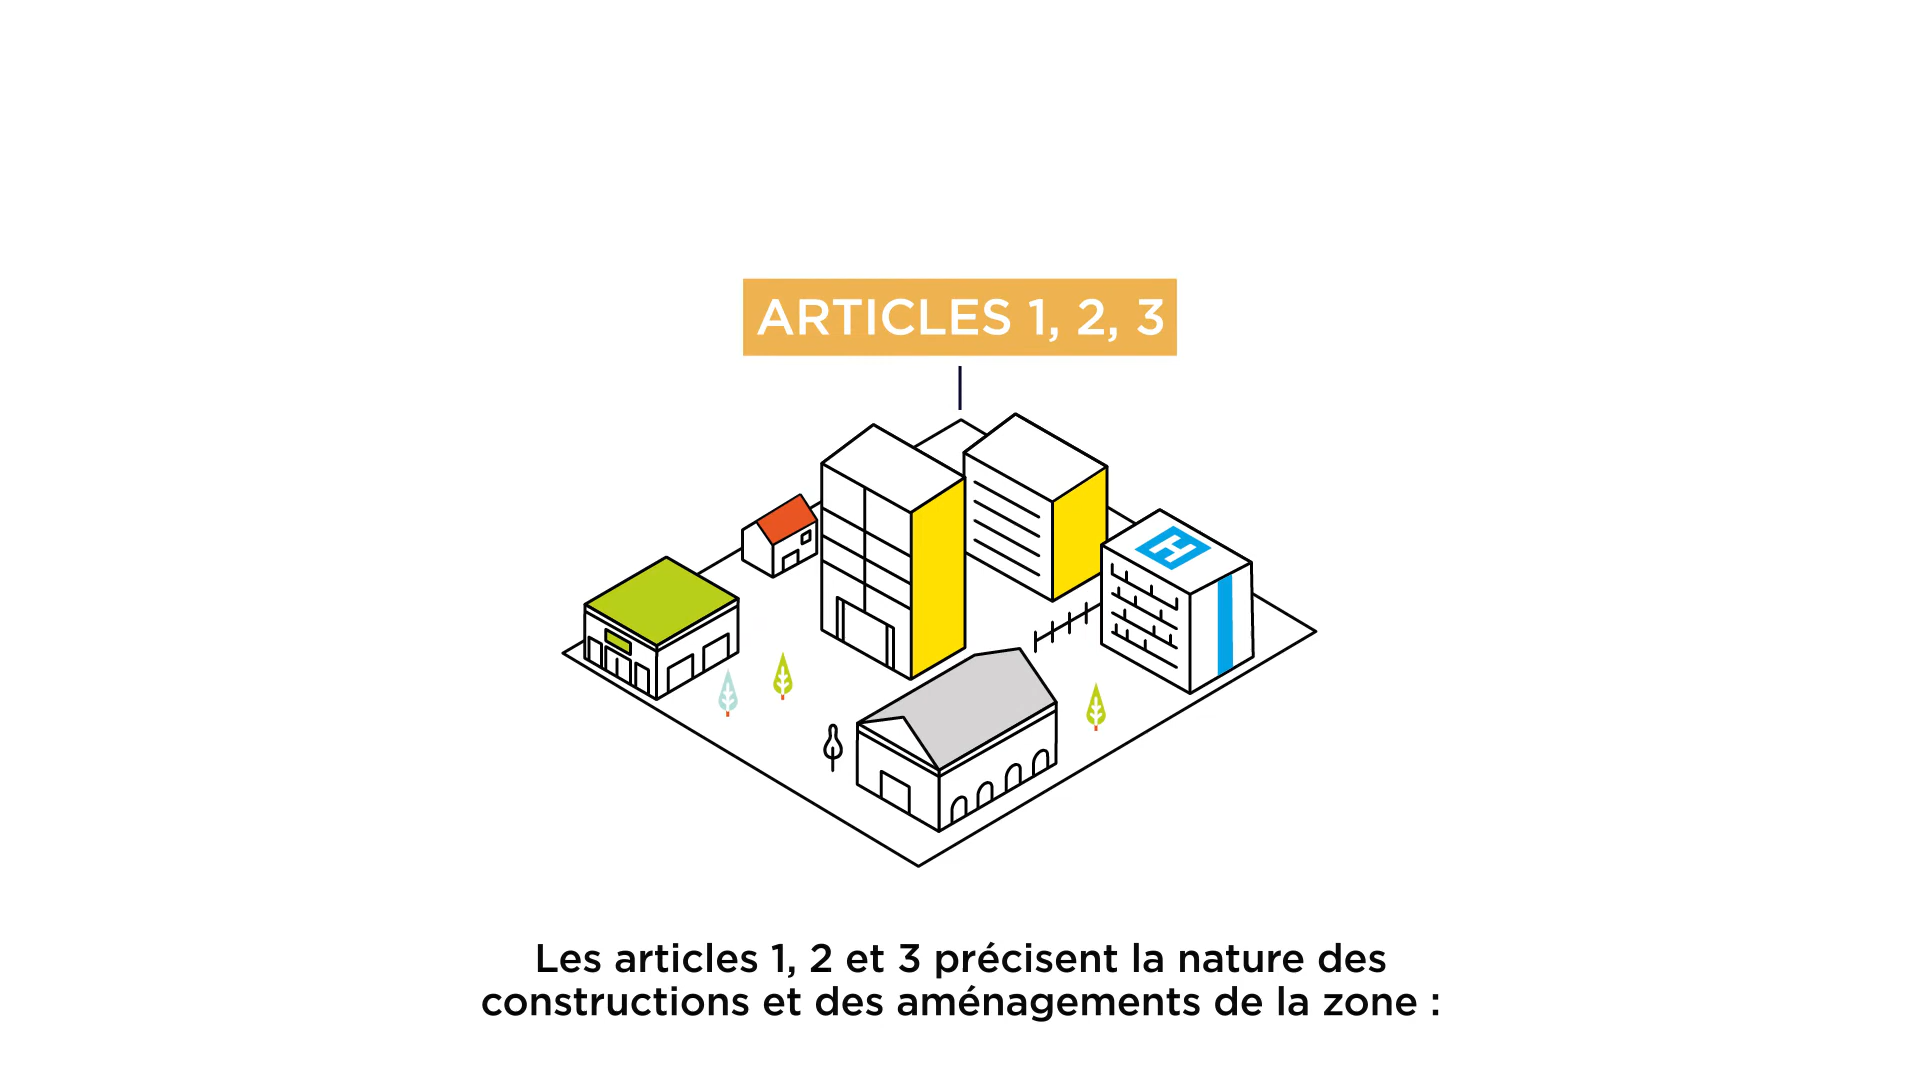 ARTICLES 1, 2, 3
H
Les articles 1, 2 et 3 précisent la nature des
constructions et des aménagements de la zone :